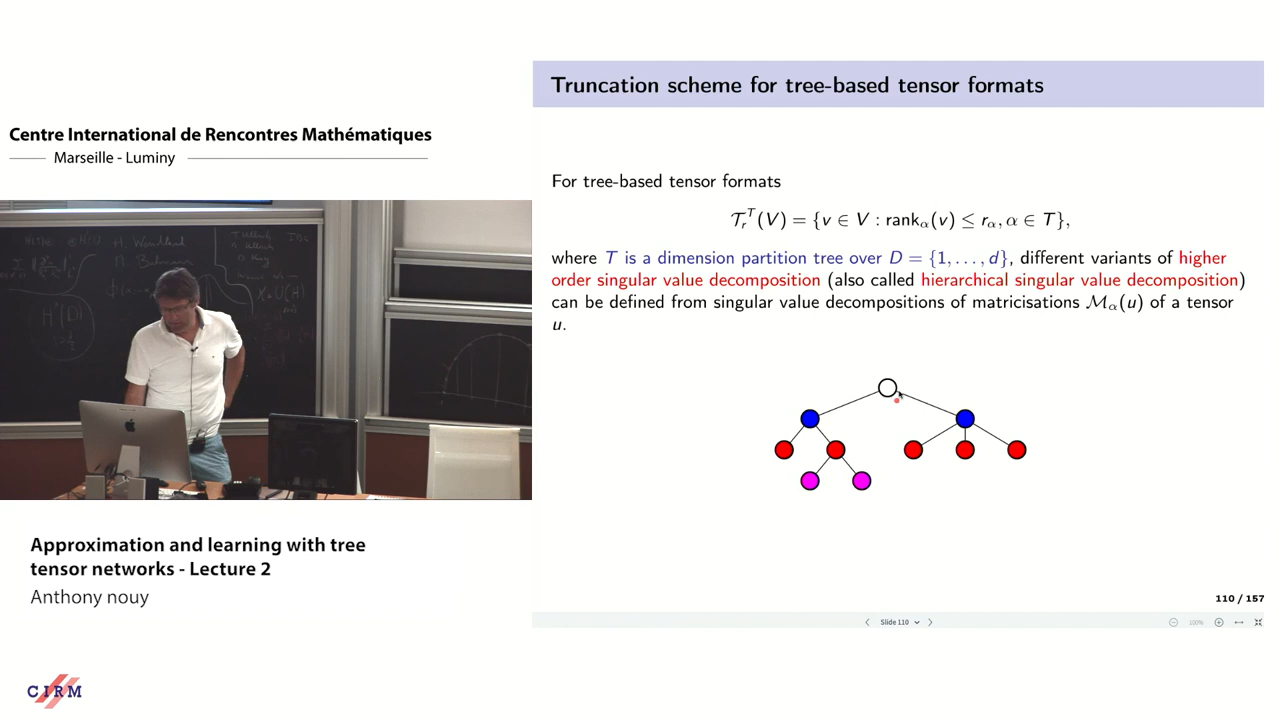 Centre International de Rencontres Mathématiques
Marseille - Luminy
Approximation and learning with tree
tensor networks - Lecture 2
Anthony nouy
CIRM
Truncation scheme for tree-based tensor formats
For tree-based tensor formats
𝒯ᵣᵀ(V) = {v ∈ V : rank_α(v) ≤ r_α, α ∈ T},
where T is a dimension partition tree over D = {1, . . . , d}, different variants of higher
order singular value decomposition (also called hierarchical singular value decomposition)
can be defined from singular value decompositions of matricisations ℳ_α(u) of a tensor
u.
110 / 157
Slide 110
100%